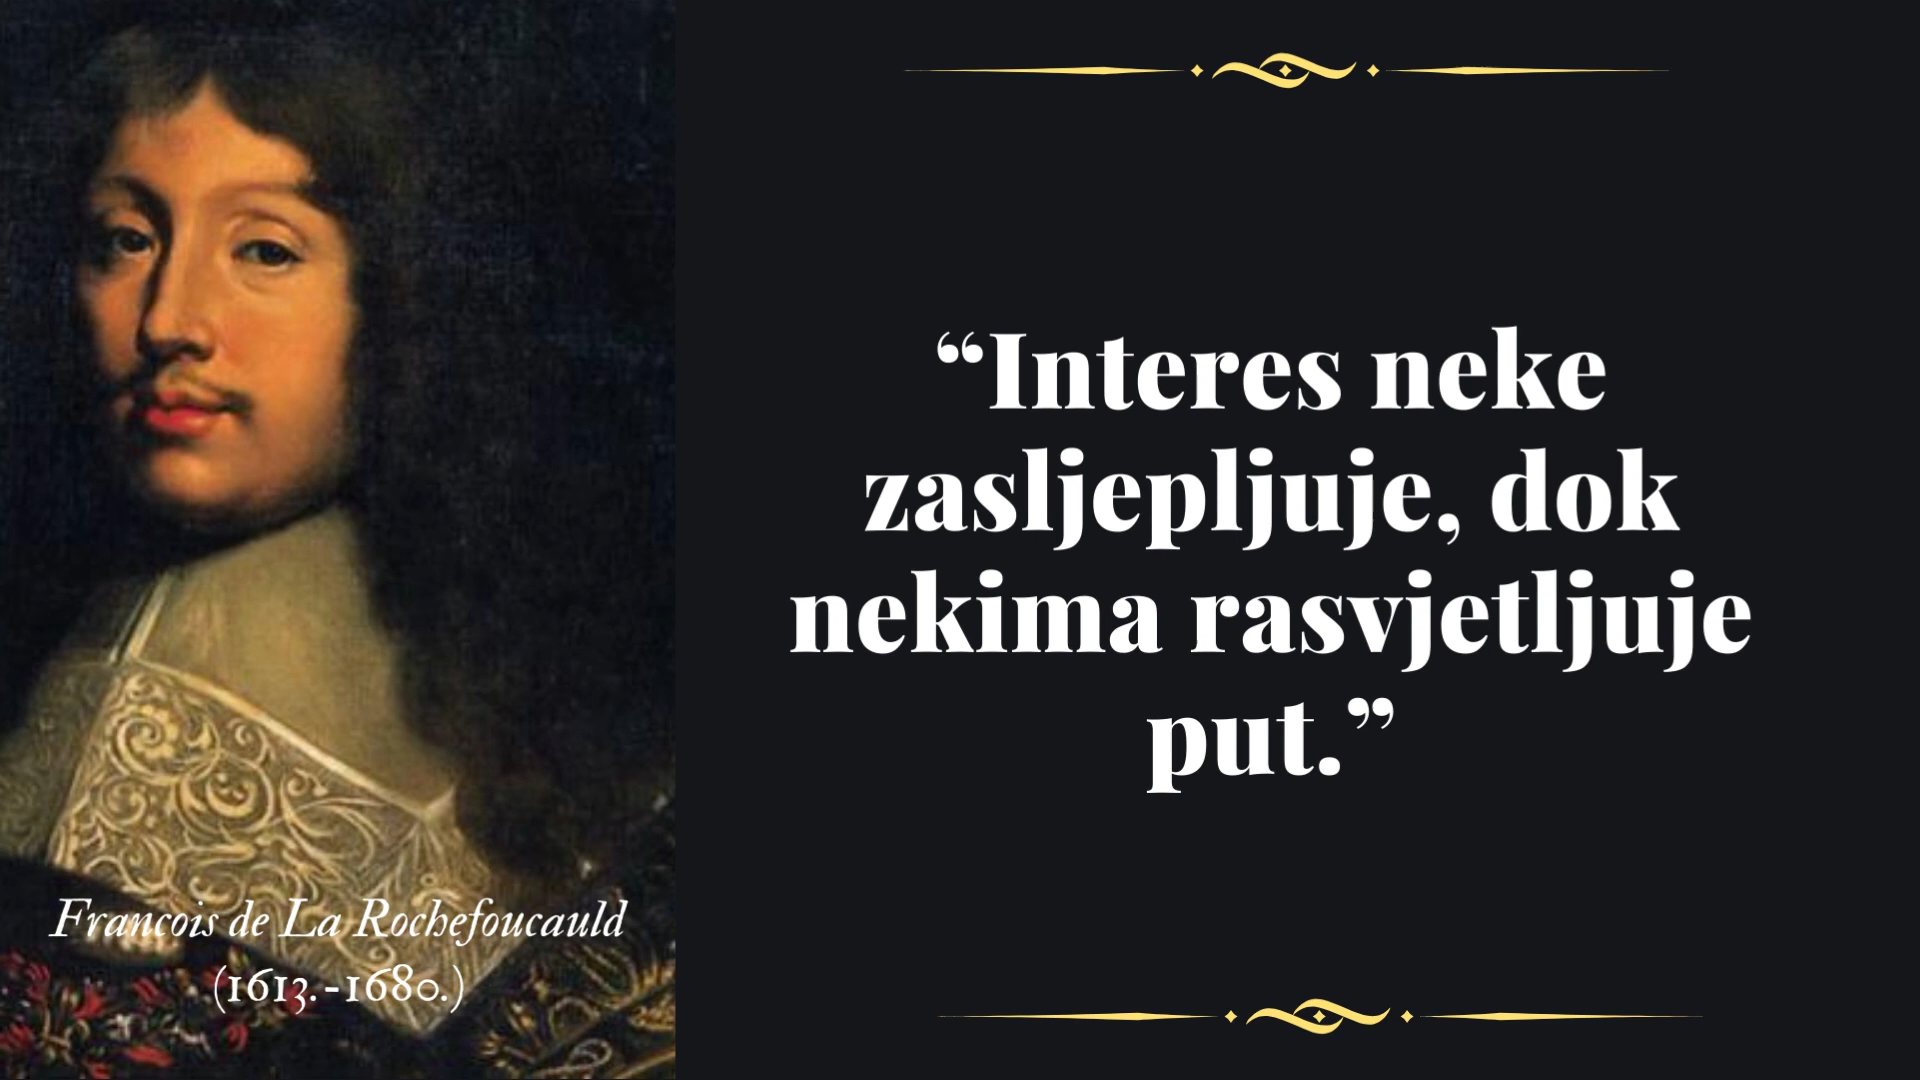 “Interes neke
zasljepljuje, dok
nekima rasvjetljuje
put.”
Francois de La Rochefoucauld
(1613.-1680.)